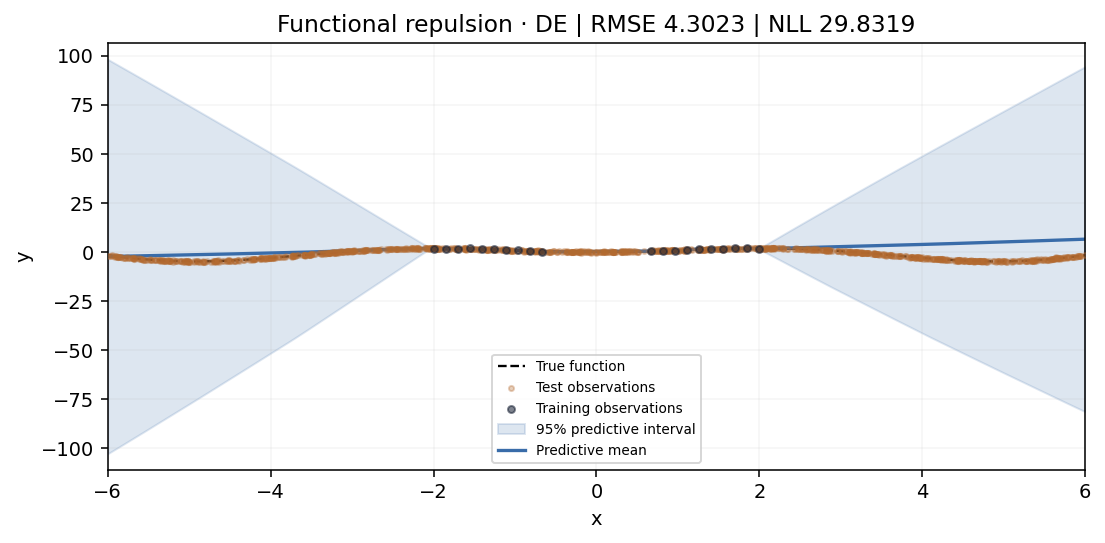 Functional repulsion · DE | RMSE 4.3023 | NLL 29.8319
y
100
75
50
25
0
−25
−50
−75
−100
True function
Test observations
Training observations
95% predictive interval
Predictive mean
−6 −4 −2 0 2 4 6
x